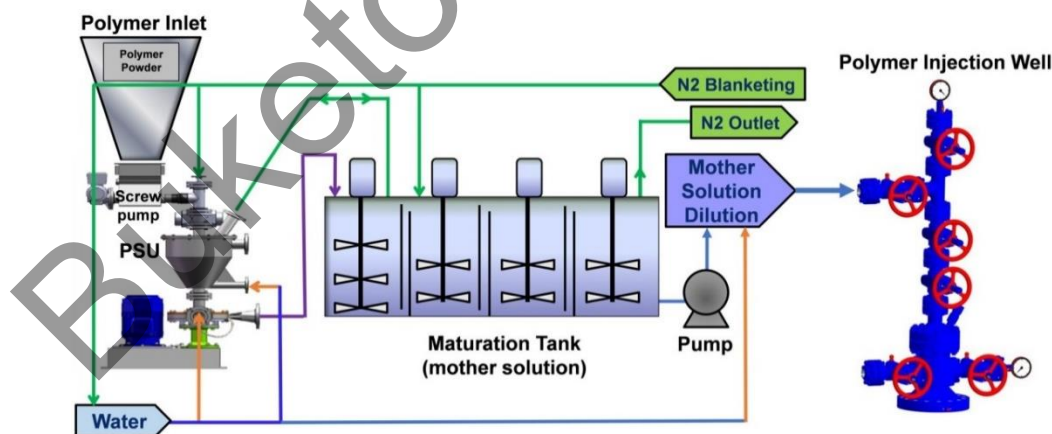 Polymer Inlet
Polymer
Powder
N2 Blanketing
N2 Outlet
Polymer Injection Well
Mother
Solution
Dilution
Screw
pump
PSU
Maturation Tank
(mother solution)
Pump
Water